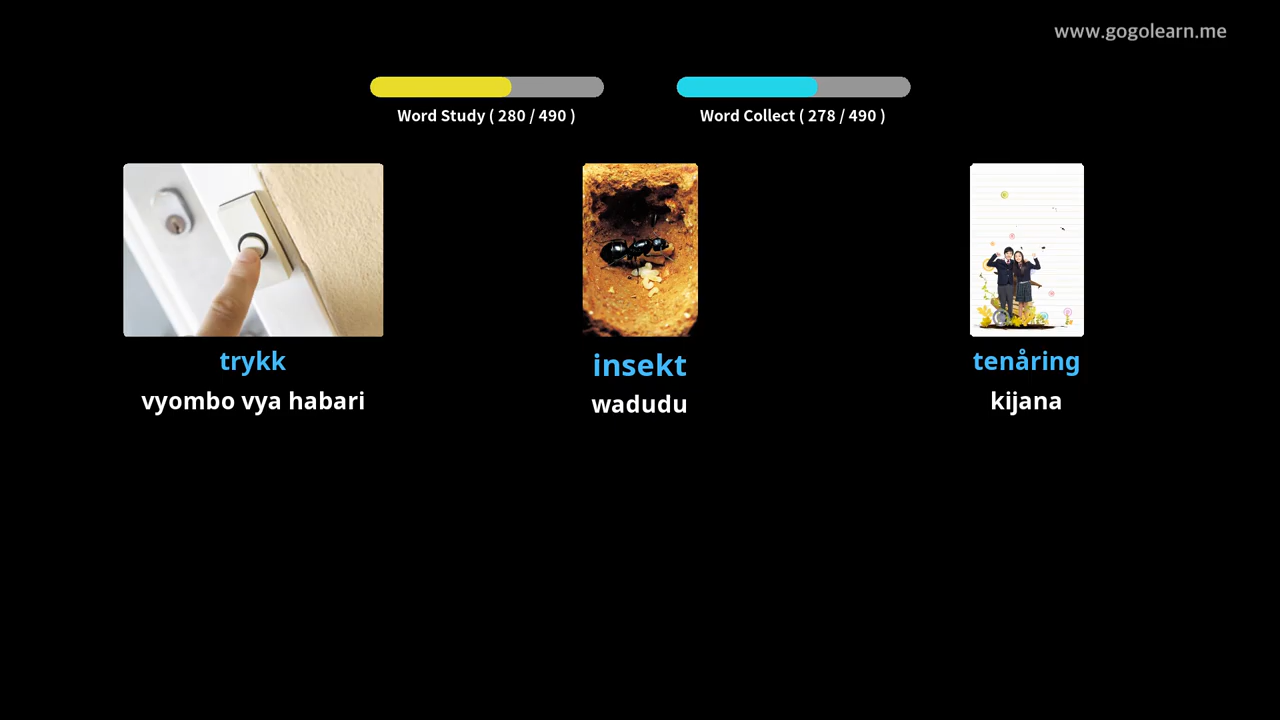 www.gogolearn.me
Word Study ( 280 / 490 )
Word Collect ( 278 / 490 )
trykk
vyombo vya habari
insekt
wadudu
tenåring
kijana